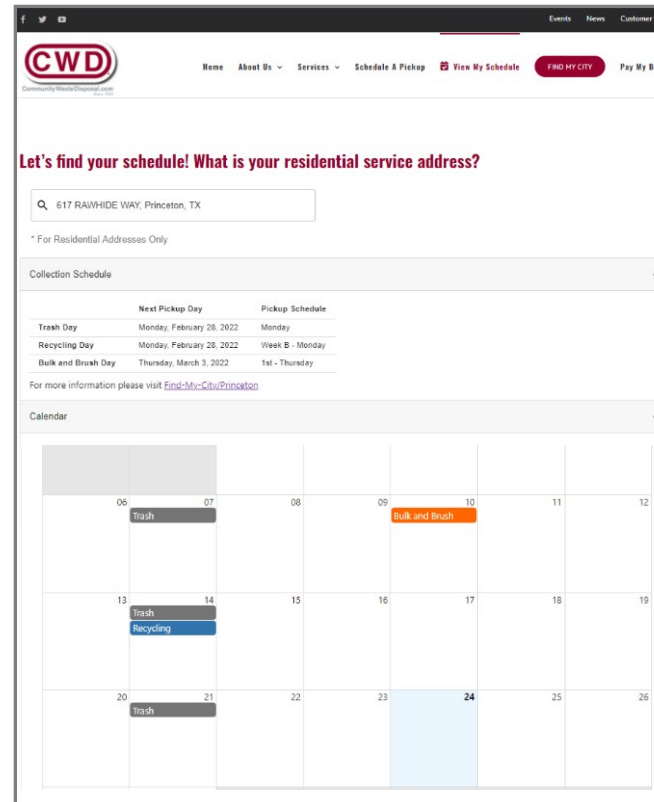 Events News Customer
CWD
CommunityWasteDisposal.com
Home About Us Services Schedule A Pickup View My Schedule FIND MY CITY Pay My B
Let's find your schedule! What is your residential service address?
617 RAWHIDE WAY, Princeton, TX
* For Residential Addresses Only
Collection Schedule
Next Pickup Day Pickup Schedule
Trash Day Monday, February 28, 2022 Monday
Recycling Day Monday, February 28, 2022 Week B - Monday
Bulk and Brush Day Thursday, March 3, 2022 1st - Thursday
For more information please visit Find-My-City/Princeton
Calendar
06 07 08 09 10 11 12
Trash Bulk and Brush
13 14 15 16 17 18 19
Trash
Recycling
20 21 22 23 24 25 26
Trash